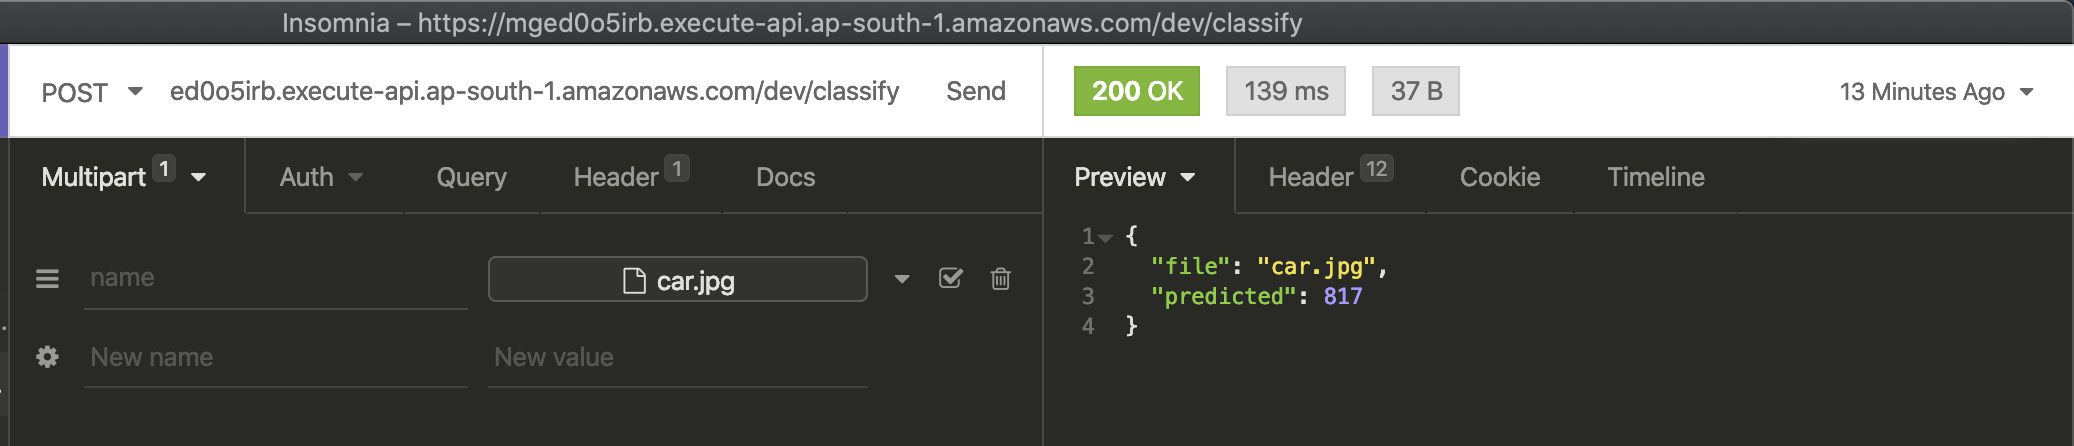 Insomnia – https://mged0o5irb.execute-api.ap-south-1.amazonaws.com/dev/classify
POST ed0o5irb.execute-api.ap-south-1.amazonaws.com/dev/classify Send
200 OK 139 ms 37 B 13 Minutes Ago
Multipart 1 Auth Query Header 1 Docs
Preview Header 12 Cookie Timeline
name car.jpg
New name New value
1 {
2 "file": "car.jpg",
3 "predicted": 817
4 }